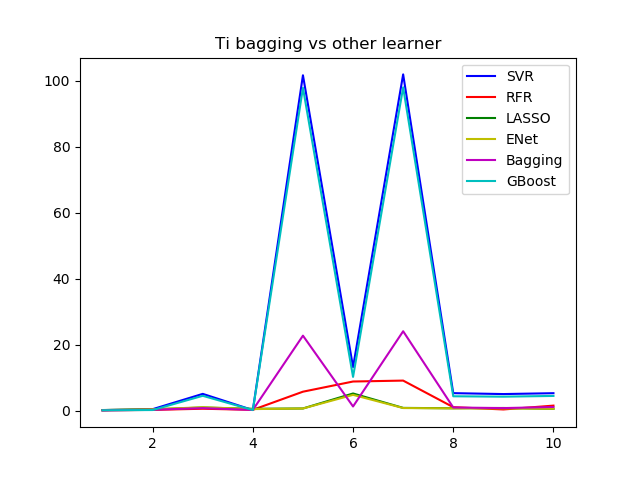 Ti bagging vs other learner
SVR
RFR
LASSO
ENet
Bagging
GBoost
100
80
60
40
20
0
2 4 6 8 10